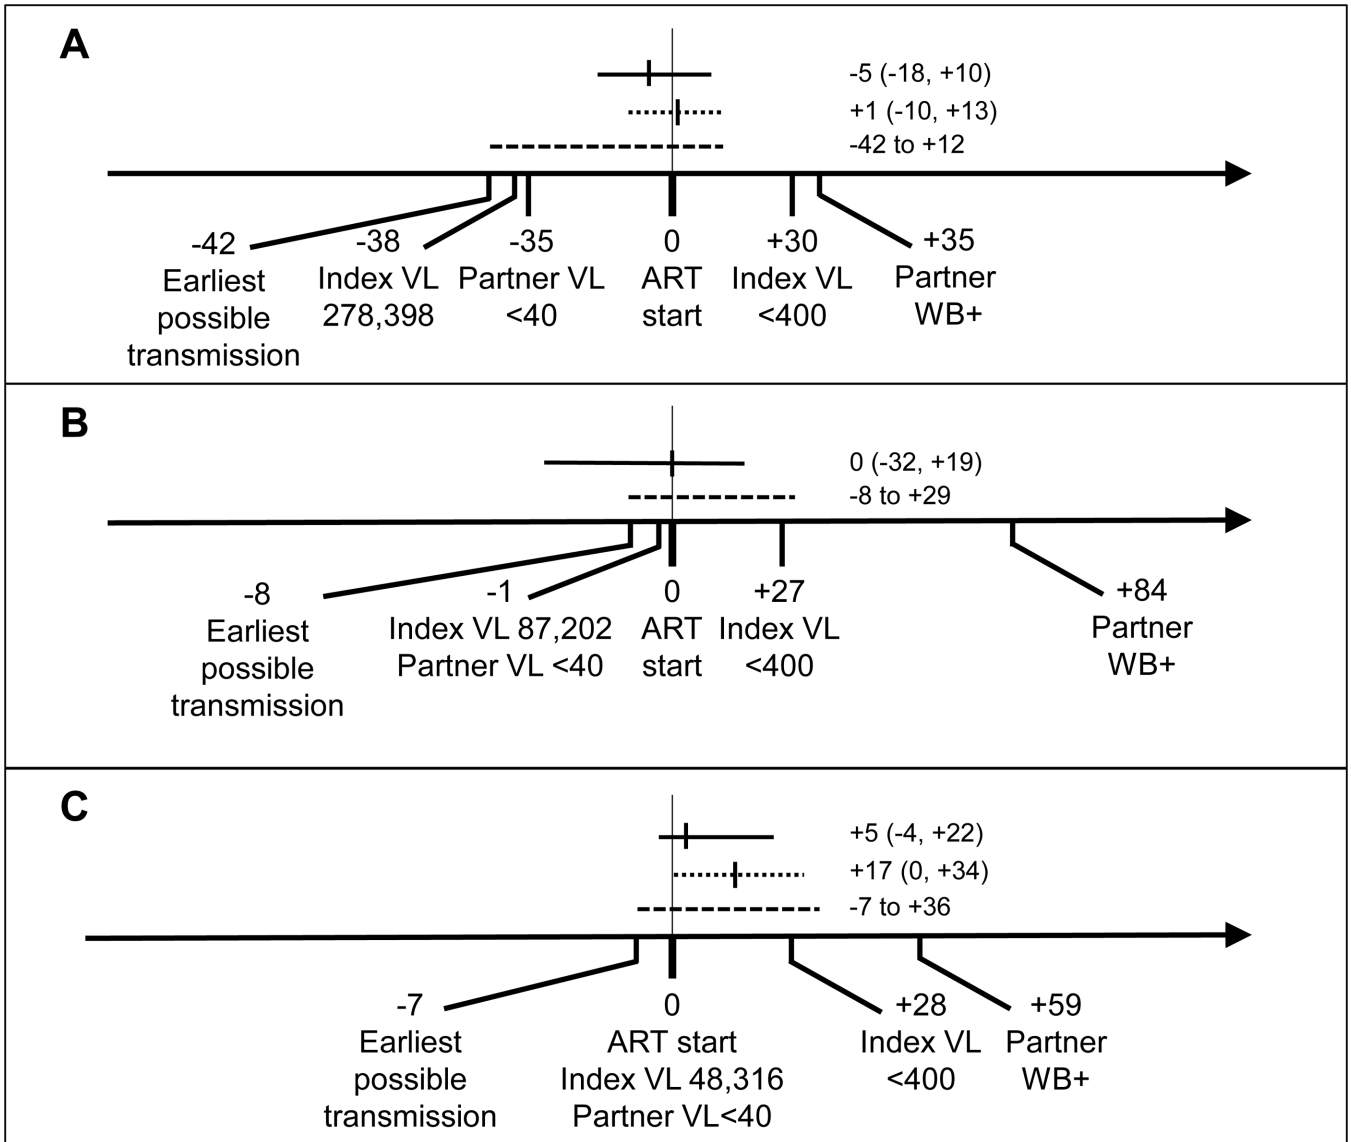 A
-5 (-18, +10)
+1 (-10, +13)
-42 to +12
-42
Earliest
possible
transmission
-38
Index VL
278,398
-35
Partner VL
<40
0
ART
start
+30
Index VL
<400
+35
Partner
WB+
B
0 (-32, +19)
-8 to +29
-8
Earliest
possible
transmission
-1
Index VL 87,202
Partner VL <40
0
ART
start
+27
Index VL
<400
+84
Partner
WB+
C
+5 (-4, +22)
+17 (0, +34)
-7 to +36
-7
Earliest
possible
transmission
0
ART start
Index VL 48,316
Partner VL<40
+28
Index VL
<400
+59
Partner
WB+